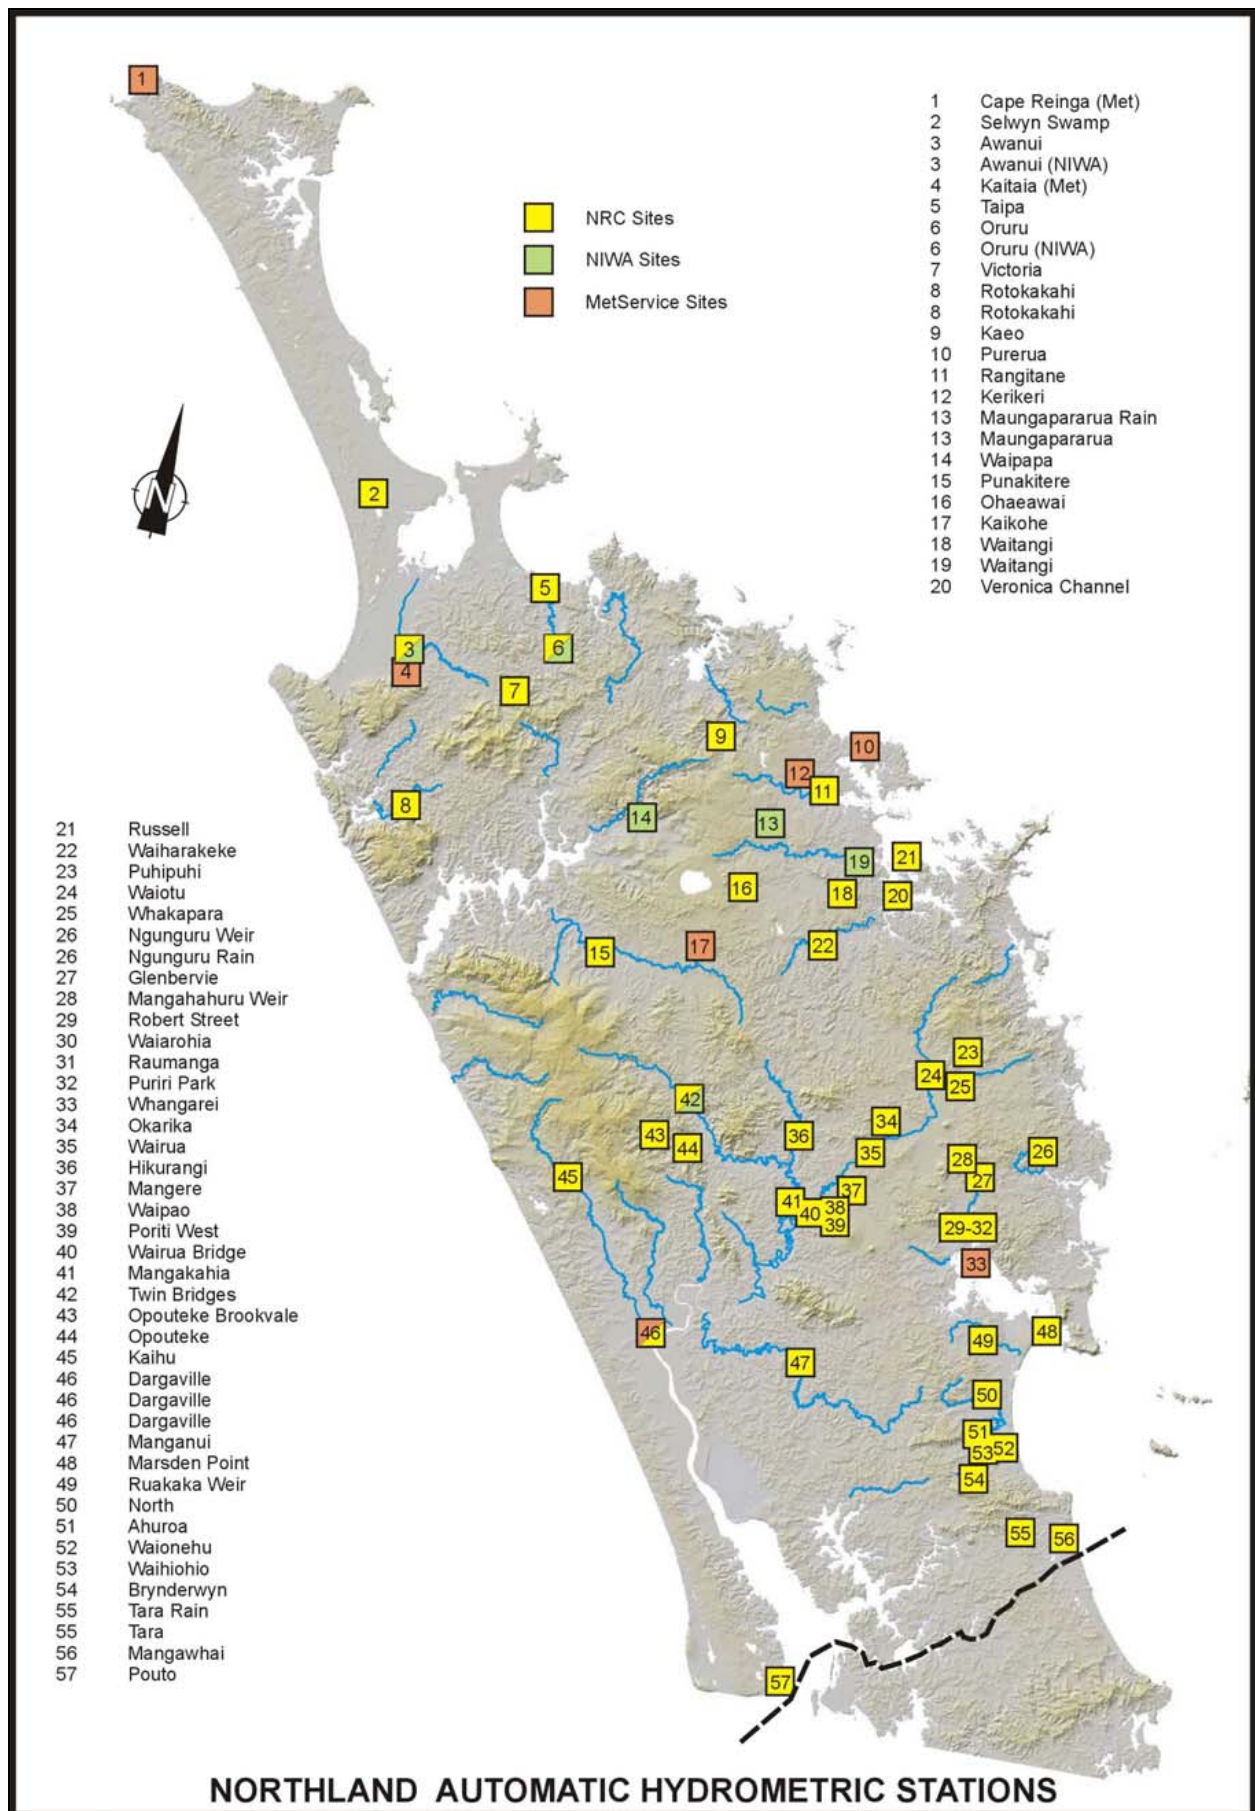 1
1 Cape Reinga (Met)
2 Selwyn Swamp
3 Awanui
3 Awanui (NIWA)
4 Kaitaia (Met)
5 Taipa
6 Oruru
6 Oruru (NIWA)
7 Victoria
8 Rotokakahi
8 Rotokakahi
9 Kaeo
10 Purerua
11 Rangitane
12 Kerikeri
13 Maungapararua Rain
13 Maungapararua
14 Waipapa
15 Punakitere
16 Ohaeawai
17 Kaikohe
18 Waitangi
19 Waitangi
20 Veronica Channel
NRC Sites
NIWA Sites
MetService Sites
N
2
5
3
6
4
7
9
10
12
11
8
14
13
19
21
16
18
20
15
17
22
21 Russell
22 Waiharakeke
23 Puhipuhi
24 Waiotu
25 Whakapara
26 Ngunguru Weir
26 Ngunguru Rain
27 Glenbervie
28 Mangahahuru Weir
29 Robert Street
30 Waiarohia
31 Raumanga
32 Puriri Park
33 Whangarei
34 Okarika
35 Wairua
36 Hikurangi
37 Mangere
38 Waipao
39 Poriti West
40 Wairua Bridge
41 Mangakahia
42 Twin Bridges
43 Opouteke Brookvale
44 Opouteke
45 Kaihu
46 Dargaville
46 Dargaville
46 Dargaville
47 Manganui
48 Marsden Point
49 Ruakaka Weir
50 North
51 Ahuroa
52 Waionehu
53 Waihiohio
54 Brynderwyn
55 Tara Rain
55 Tara
56 Mangawhai
57 Pouto
23
24
25
42
34
43
36
44
35
26
28
45
27
37
41
38
40
39
29-32
33
46
48
49
47
50
51
52
53
54
55
56
57
NORTHLAND AUTOMATIC HYDROMETRIC STATIONS